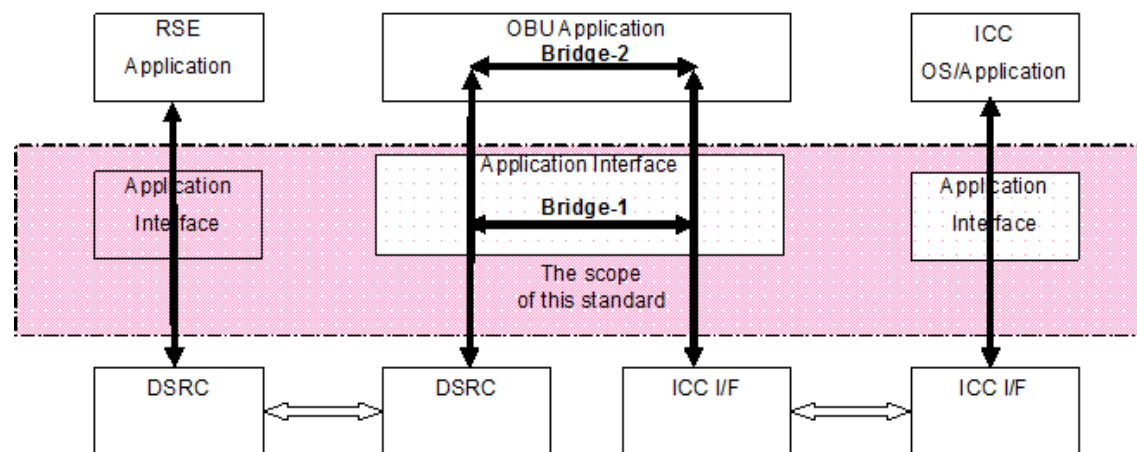 RSE
Application
OBU Application
Bridge-2
ICC
OS/Application
Application
Interface
Application Interface
Bridge-1
Application
Interface
The scope
of this standard
DSRC
DSRC
ICC I/F
ICC I/F